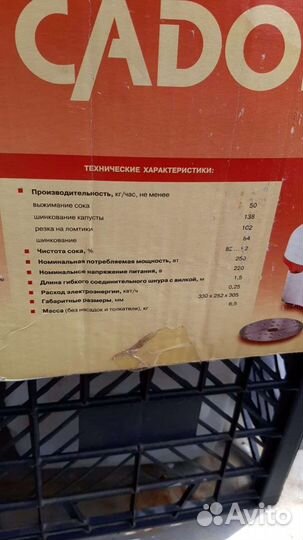 САДО
ТЕХНИЧЕСКИЕ ХАРАКТЕРИСТИКИ:
Производительность, кг/час, не менее
выжимание сока 50
шинкование капусты 138
резка на ломтики 102
шинкование 64
Чистота сока, %
Номинальная потребляемая мощность, вт 250
Номинальное напряжение питания, в 220
Длина гибкого соединительного шнура с вилкой, м 1,5
Расход электроэнергии, квт/ч 0,25
Габаритные размеры, мм 330 х 252 х 305
Масса (без насадок и толкателя), кг 6,5
Avito